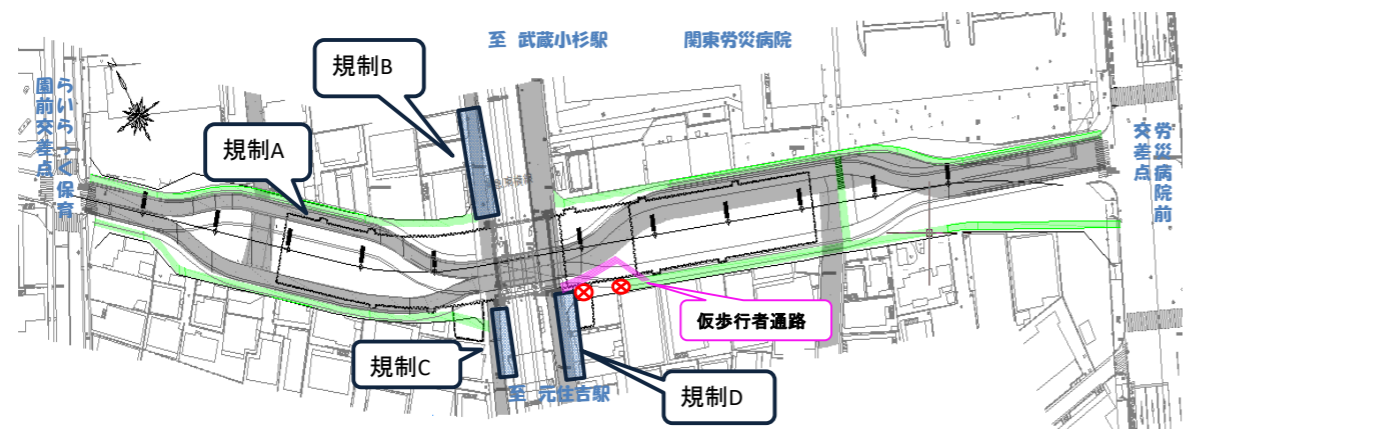 至 武蔵小杉駅
関東労災病院
規制B
規制A
らいらっく保育
園前交差点
労災病院前
交差点
仮歩行者通路
規制C
規制D
至 元住吉駅